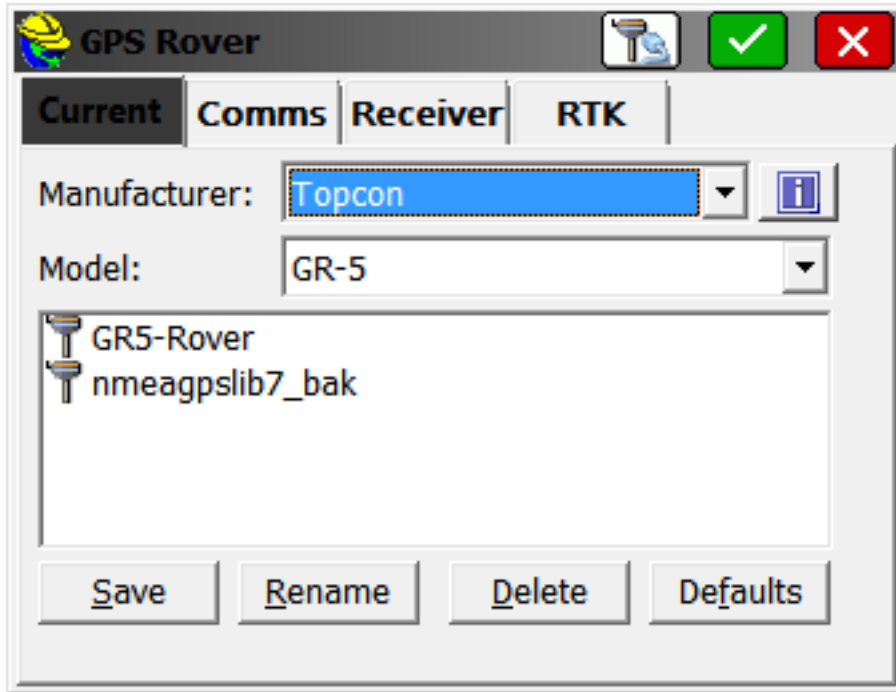 GPS Rover
Current Comms Receiver RTK
Manufacturer: Topcon
Model: GR-5
GR5-Rover
nmeagpslib7_bak
Save Rename Delete Defaults